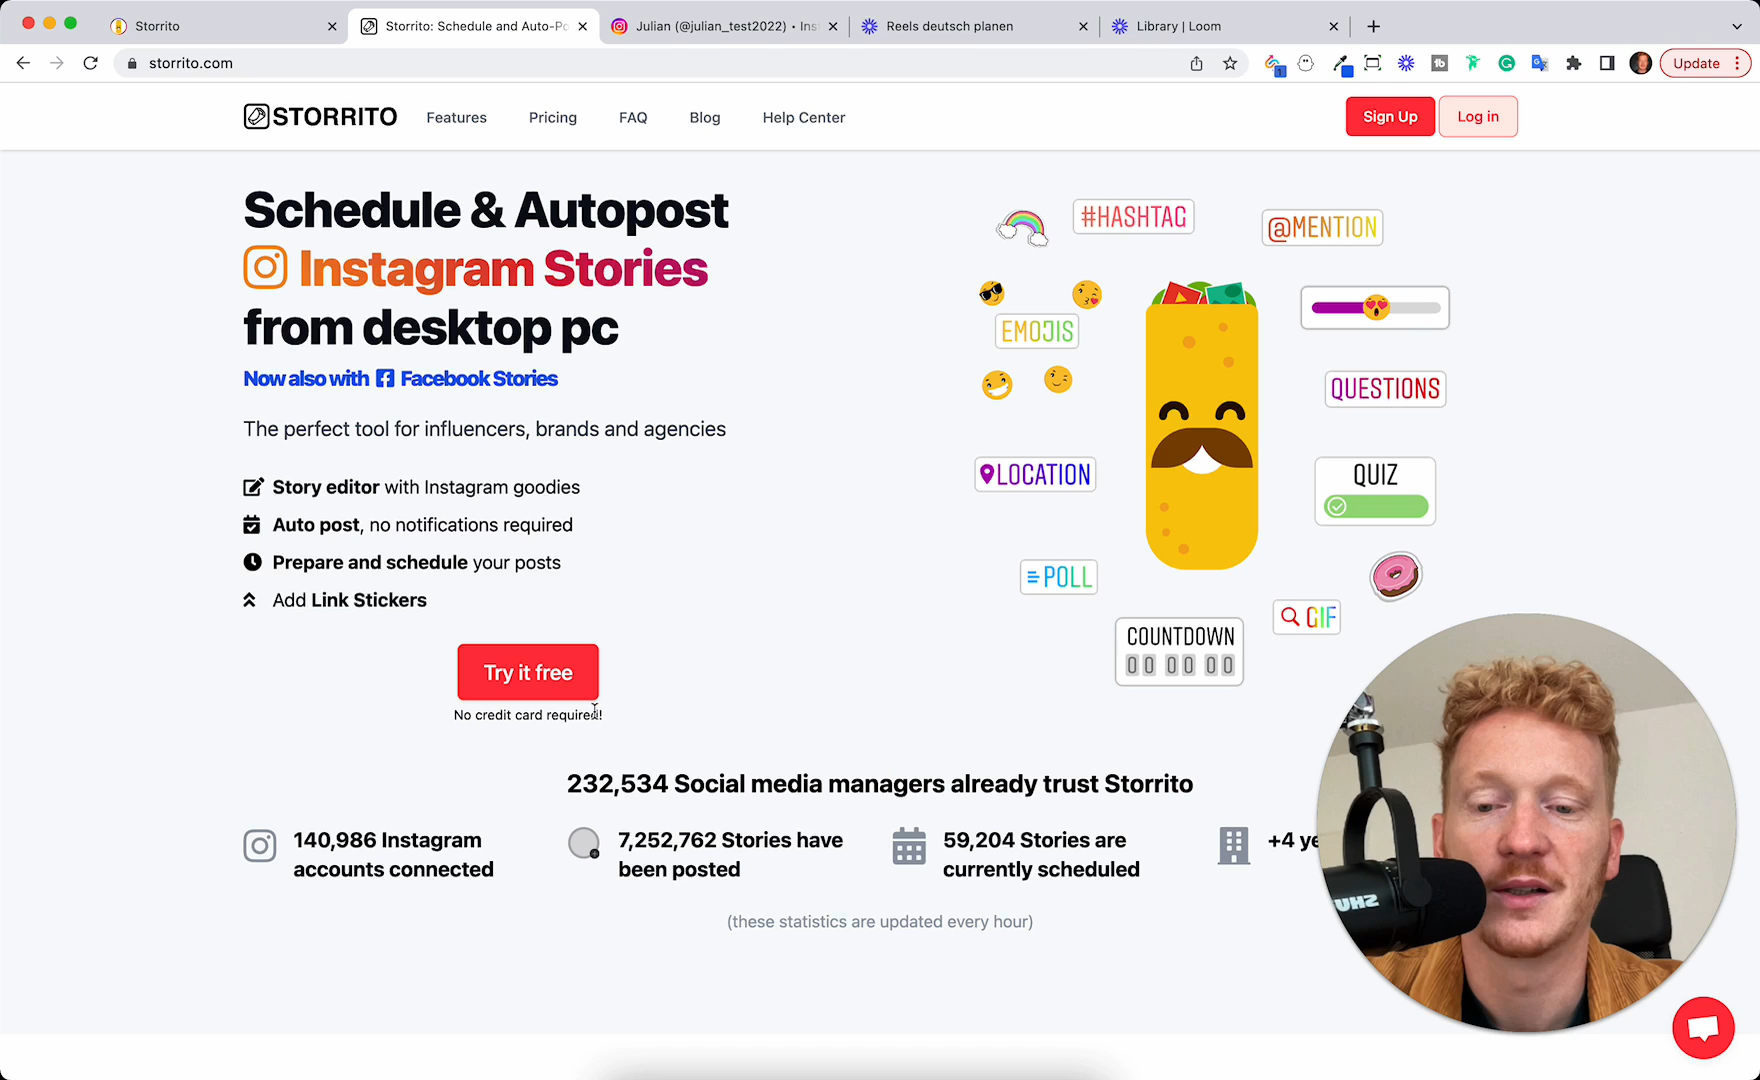 Storrito
Storrito: Schedule and Auto-Po
Julian (@julian_test2022) • Ins
Reels deutsch planen
Library | Loom
storrito.com
1
tb
Update
STORRITO
Features
Pricing
FAQ
Blog
Help Center
Sign Up
Log in
Schedule & Autopost
Instagram Stories
from desktop pc
Now also with Facebook Stories
The perfect tool for influencers, brands and agencies
Story editor with Instagram goodies
Auto post, no notifications required
Prepare and schedule your posts
Add Link Stickers
Try it free
No credit card required!
#HASHTAG
@MENTION
EMOJIS
QUESTIONS
LOCATION
QUIZ
POLL
GIF
COUNTDOWN
00 00 00
232,534 Social media managers already trust Storrito
140,986 Instagram
accounts connected
7,252,762 Stories have
been posted
59,204 Stories are
currently scheduled
+4 ye
(these statistics are updated every hour)
SHU